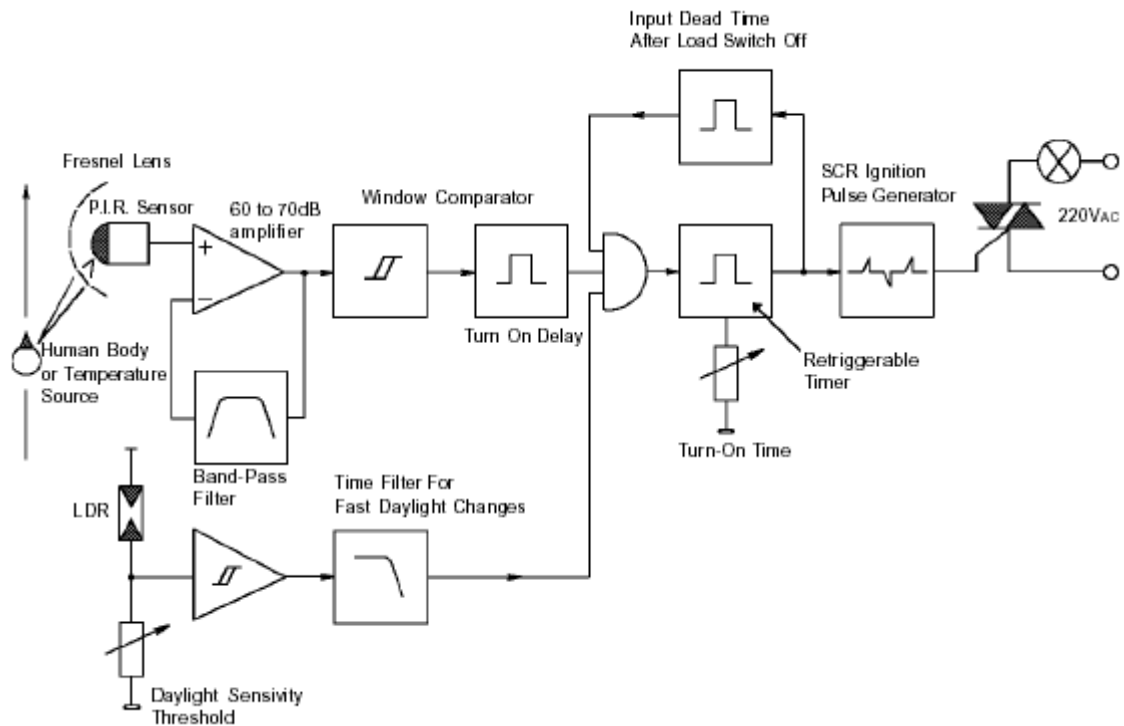 Input Dead Time
After Load Switch Off
Fresnel Lens
P.I.R. Sensor
60 to 70dB
amplifier
Window Comparator
SCR Ignition
Pulse Generator
220VAC
+
−
Turn On Delay
Human Body
or Temperature
Source
Retriggerable
Timer
Turn-On Time
Band-Pass
Filter
Time Filter For
Fast Daylight Changes
LDR
Daylight Sensivity
Threshold